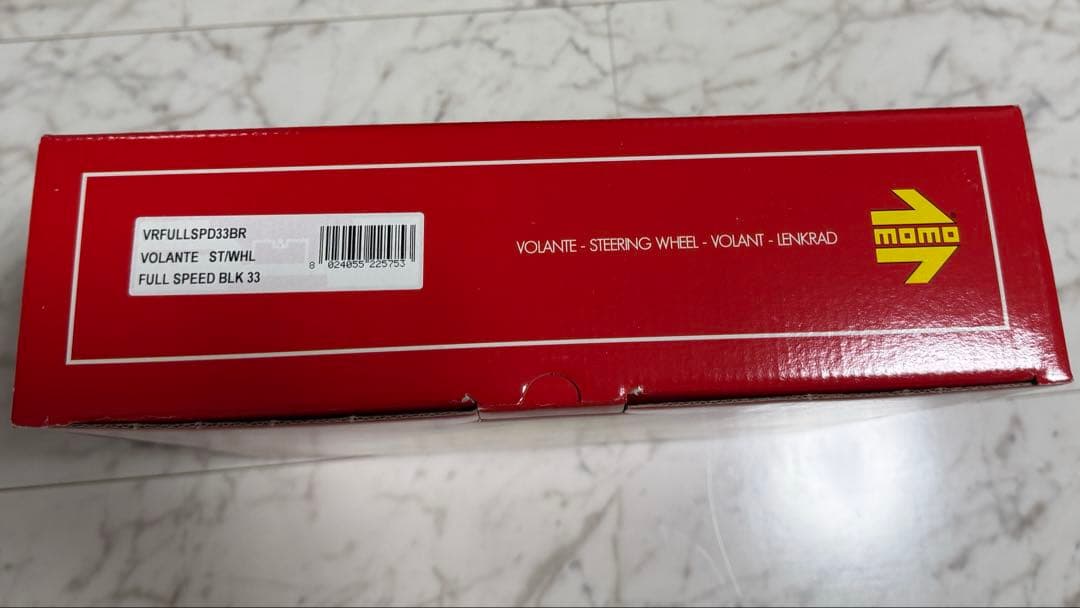 VRFULLSPD33BR
VOLANTE ST/WHL
FULL SPEED BLK 33
8 024055 225753
VOLANTE - STEERING WHEEL - VOLANT - LENKRAD
momo